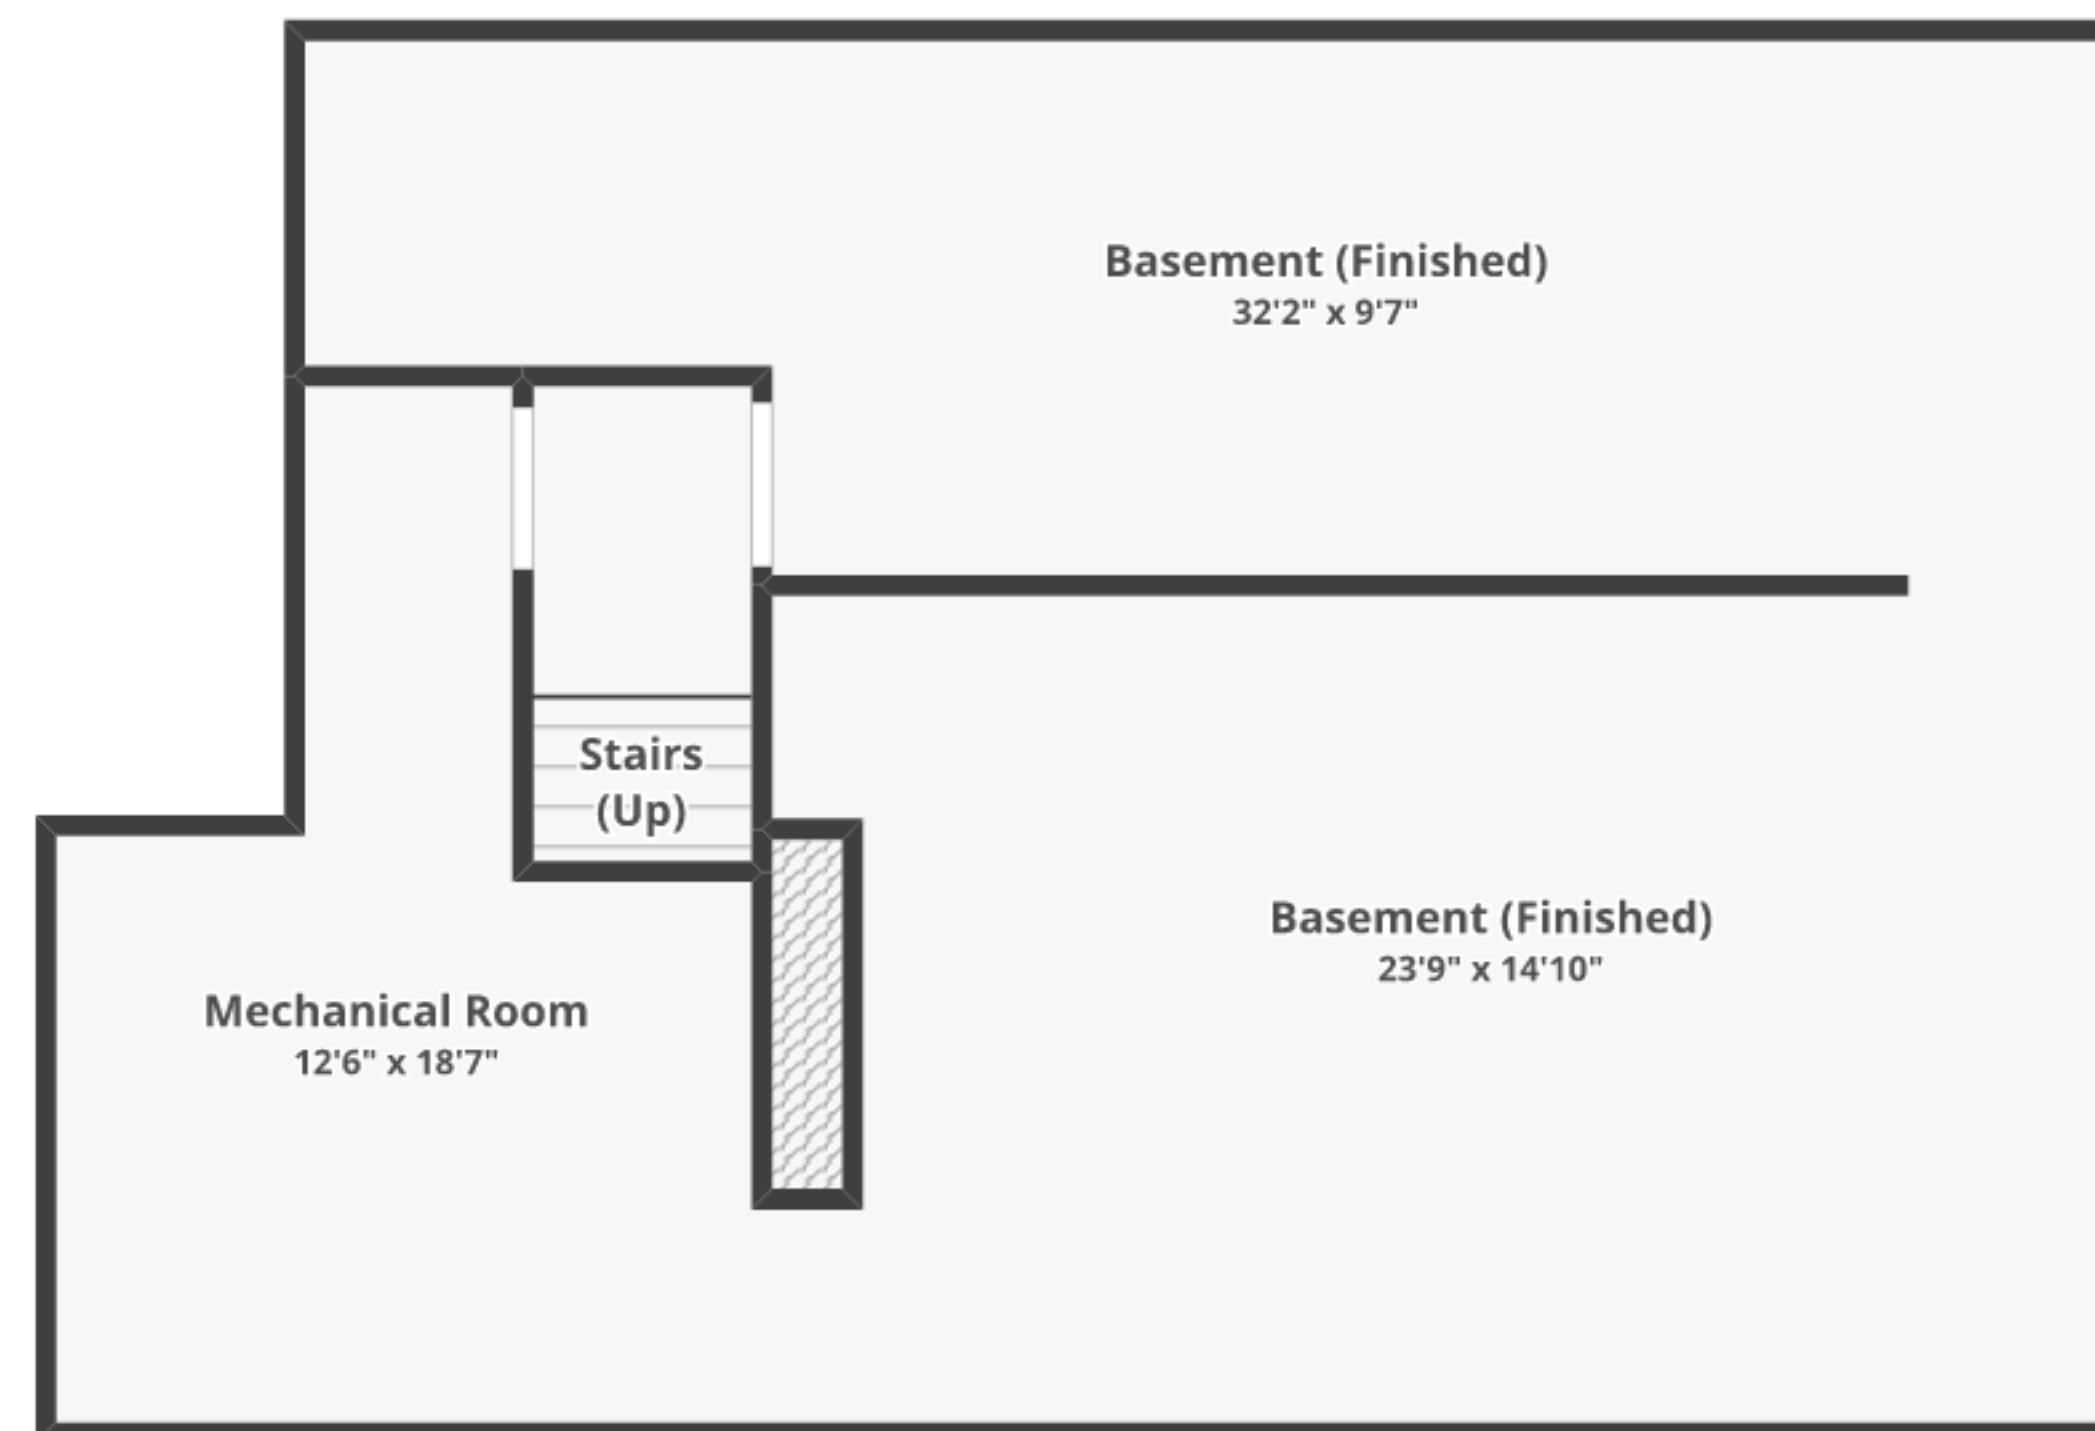 Basement (Finished)
32'2" x 9'7"
Stairs
(Up)
Basement (Finished)
23'9" x 14'10"
Mechanical Room
12'6" x 18'7"